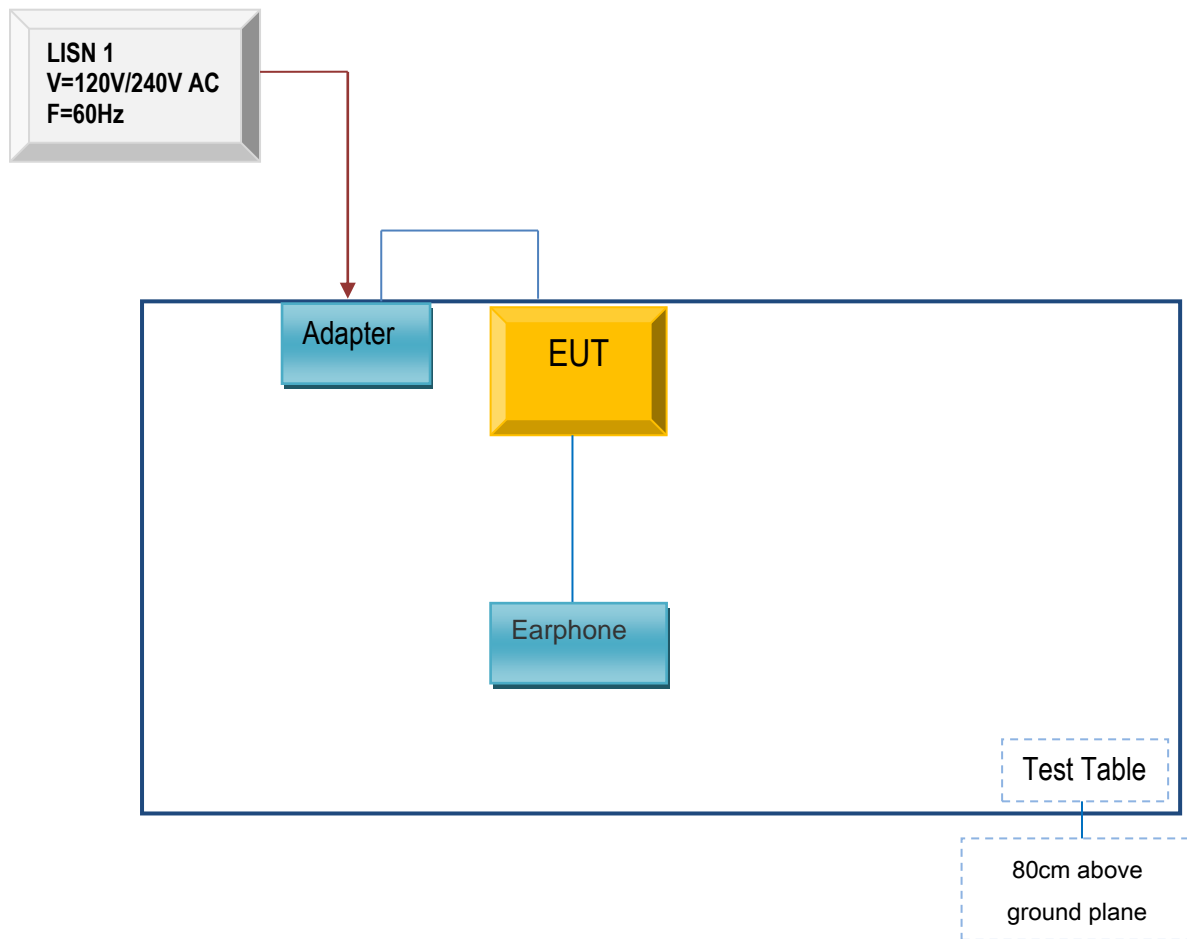 LISN 1
V=120V/240V AC
F=60Hz
Adapter
EUT
Earphone
Test Table
80cm above
ground plane